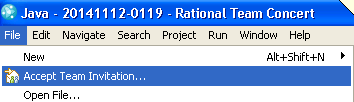 Java - 20141112-0119 - Rational Team Concert
File Edit Navigate Search Project Run Window Help
New Alt+Shift+N
Accept Team Invitation...
Open File...